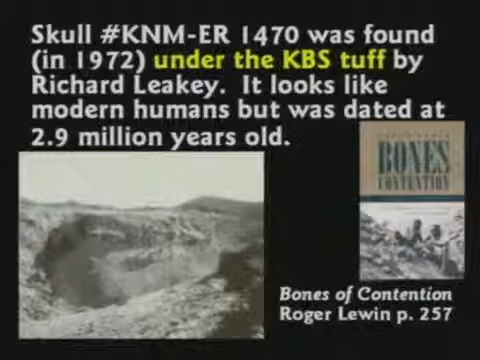 Skull #KNM-ER 1470 was found
(in 1972) under the KBS tuff by
Richard Leakey. It looks like
modern humans but was dated at
2.9 million years old.
BONES
CONTENTION
Bones of Contention
Roger Lewin p. 257